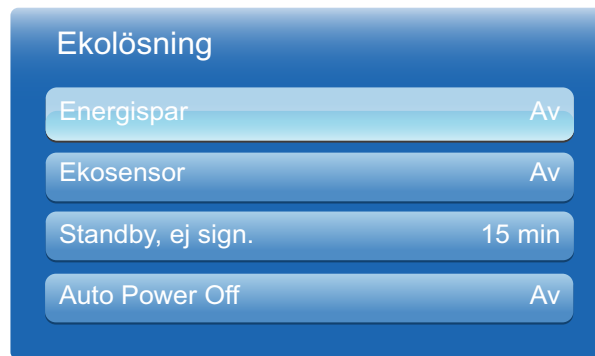 Ekolösning
Energispar Av
Ekosensor Av
Standby, ej sign. 15 min
Auto Power Off Av